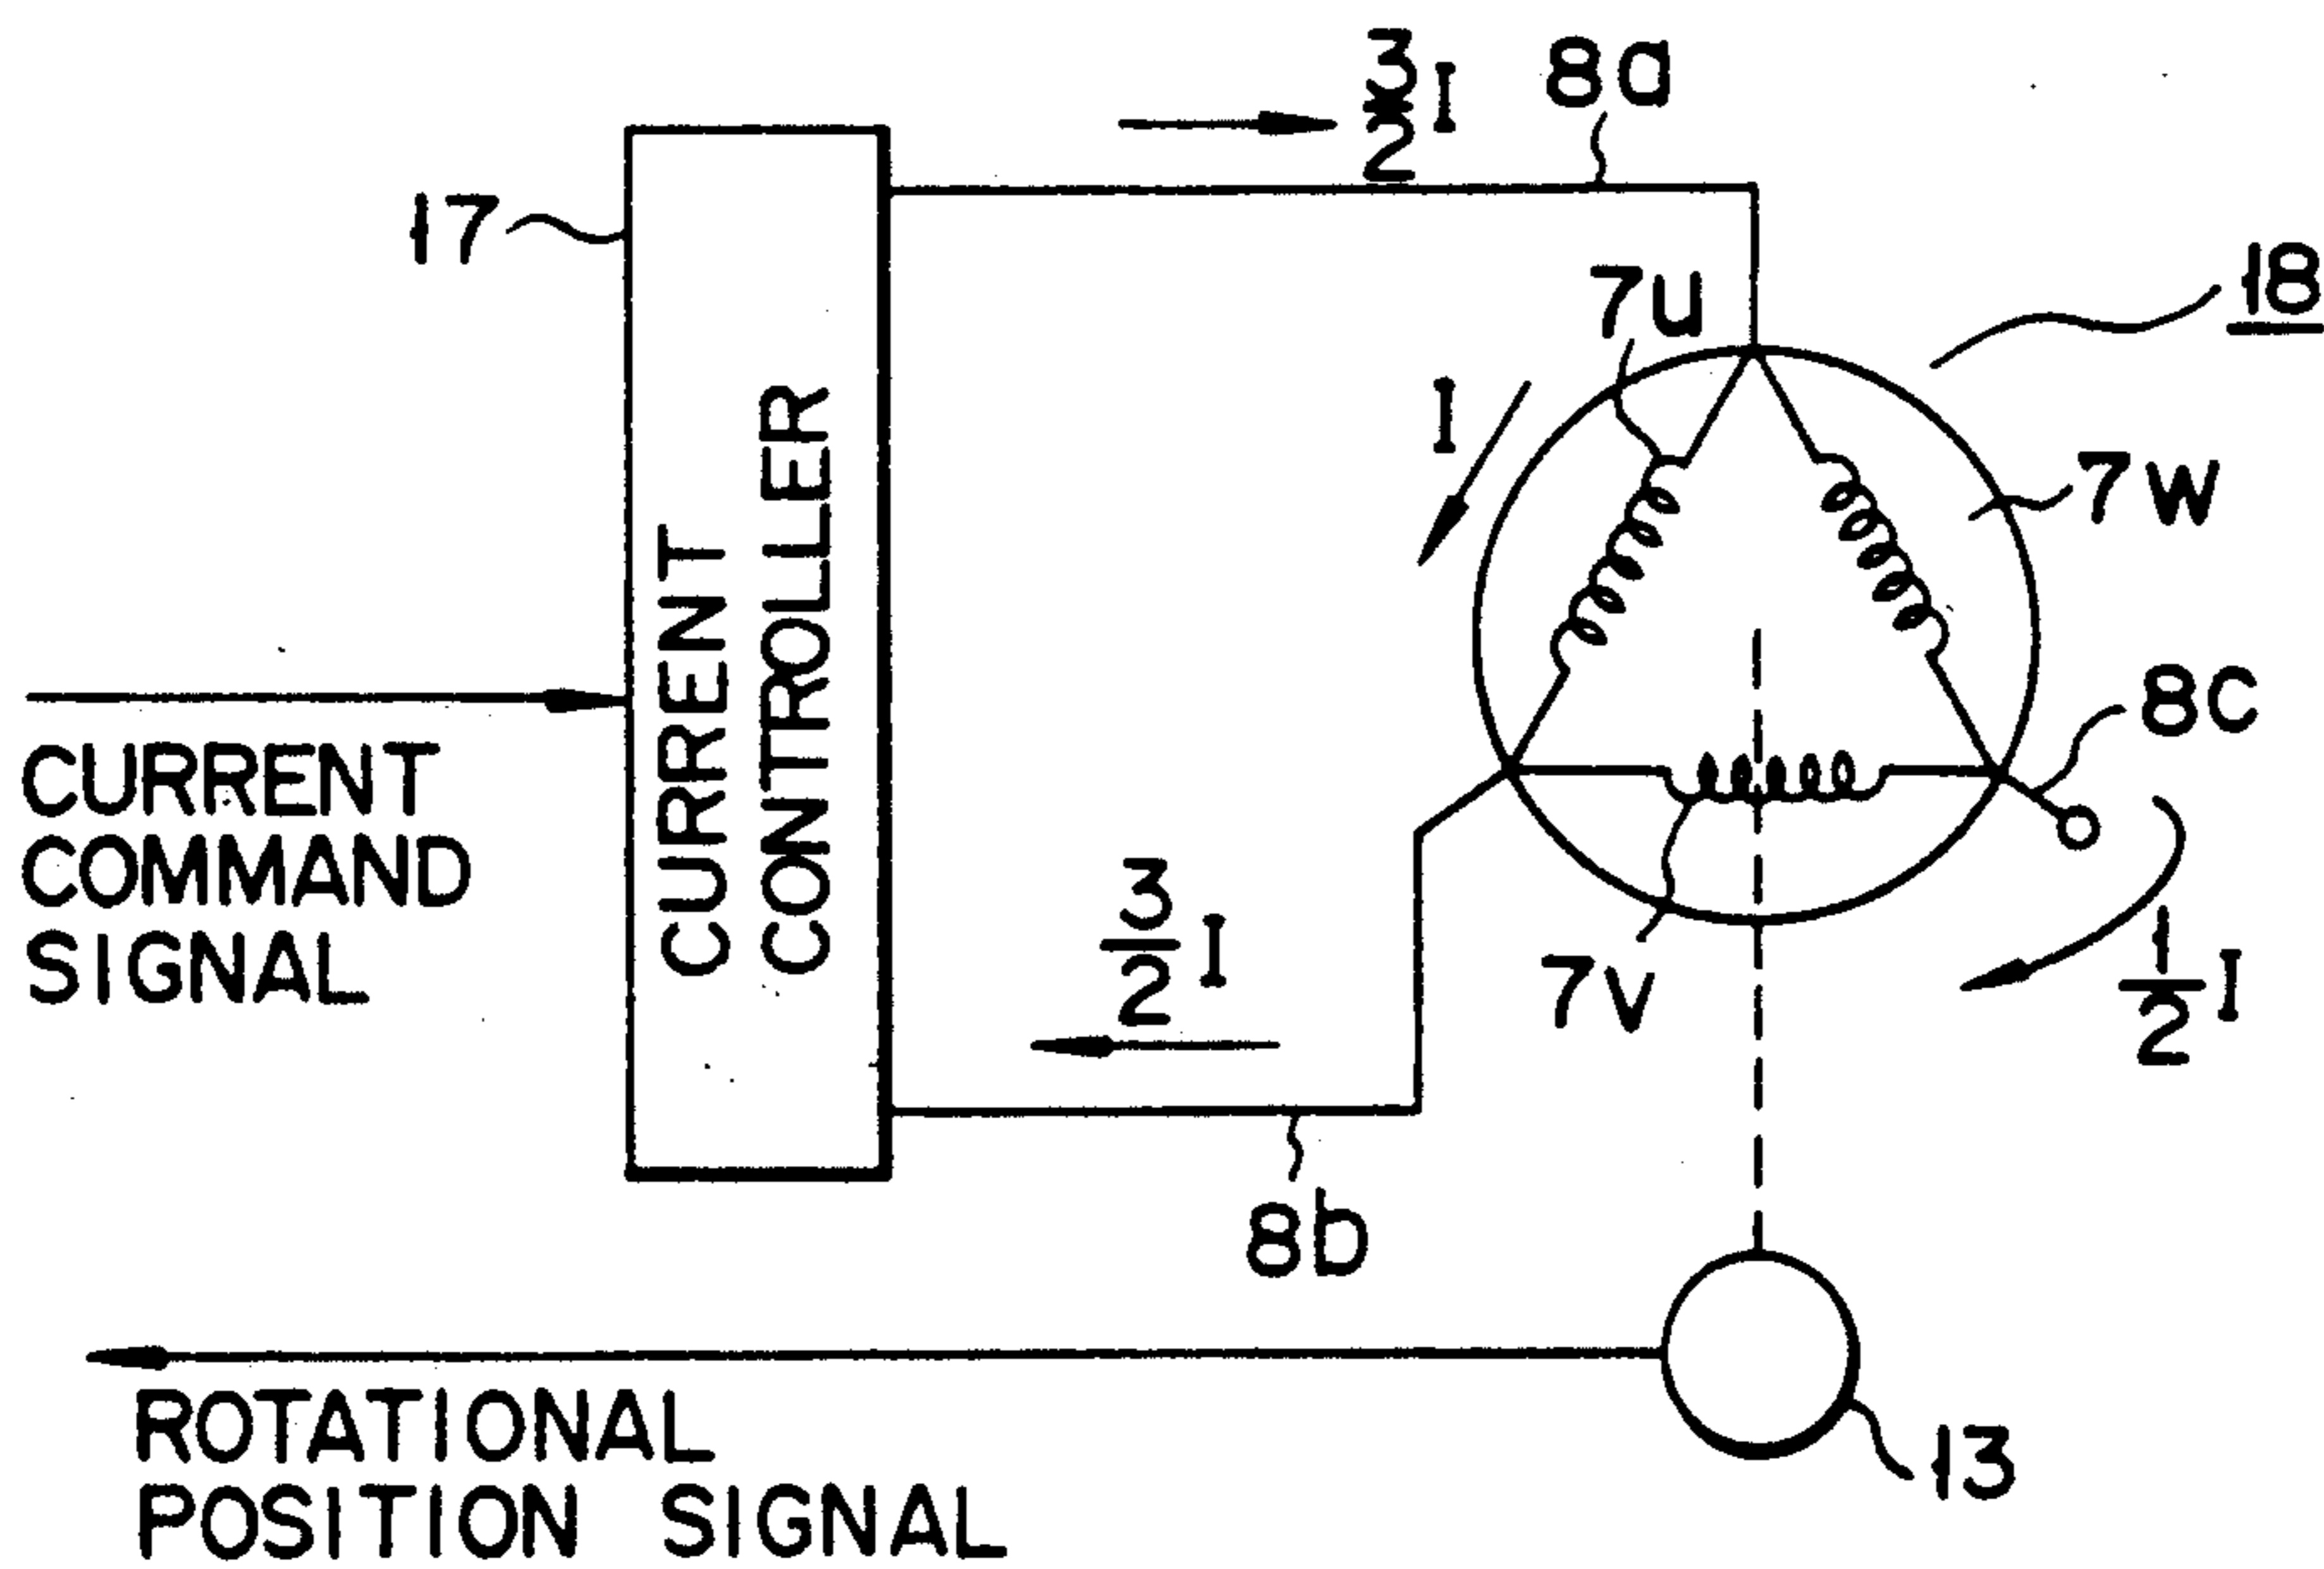 3/2 I
8a
17
7U
18
I
7W
CURRENT
CONTROLLER
8C
CURRENT
COMMAND
SIGNAL
3/2 I
7V
1/2 I
8b
ROTATIONAL
POSITION SIGNAL
13